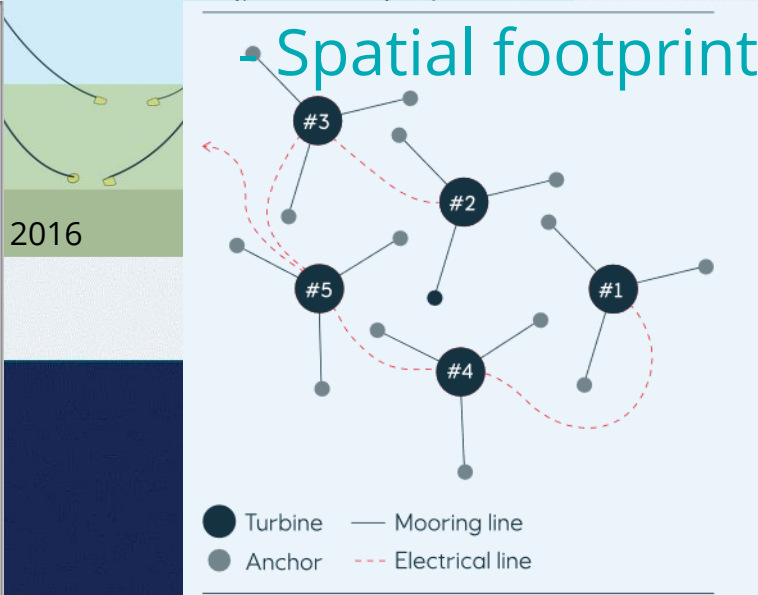 - Spatial footprint
#3
#2
2016
#5
#1
#4
Turbine
Mooring line
Anchor
Electrical line